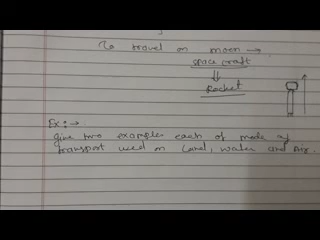 To travel on moon →
space craft
⇓
Rocket
Ex:→
Give two examples each of mode of
transport used on Land, water and Air.